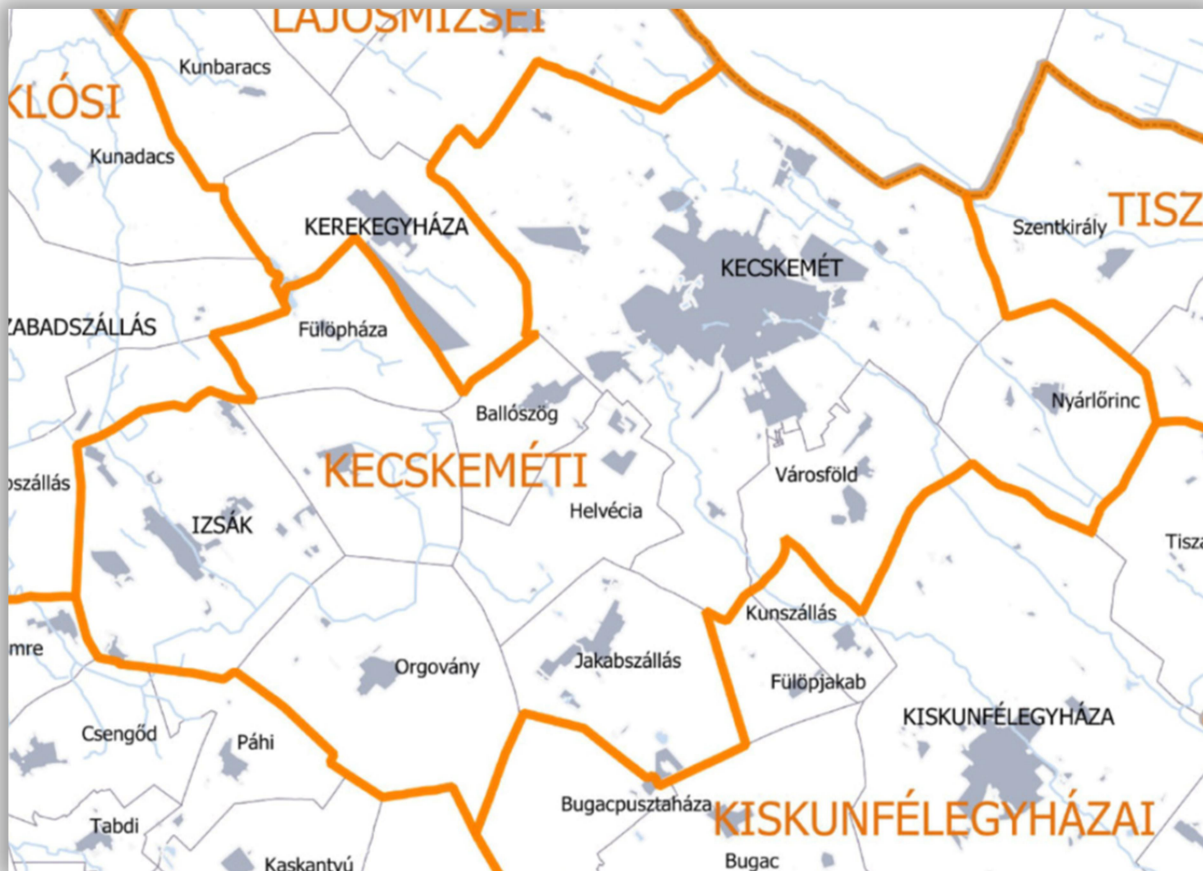 LAJOSMIZSEI
Kunbaracs
KLÓSI
Kunadacs
KEREKEGYHÁZA
TISZ
Szentkirály
KECSKEMÉT
ZABADSZÁLLÁS
Fülöpháza
Ballószög
Nyárlőrinc
KECSKEMÉTI
Városföld
oszállás
Helvécia
IZSÁK
Tisza
Kunszállás
mre
Orgovány
Jakabszállás
Fülöpjakab
KISKUNFÉLEGYHÁZA
Csengőd
Páhi
Bugacpusztaháza
KISKUNFÉLEGYHÁZAI
Tabdi
Kaskantyú
Bugac